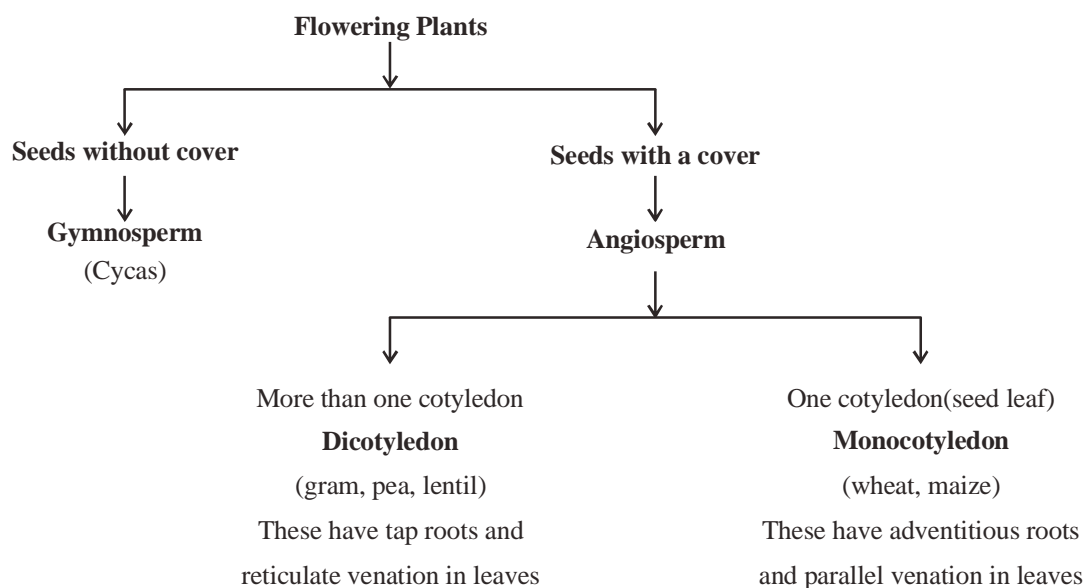 Flowering Plants
Seeds without cover
Seeds with a cover
Gymnosperm
(Cycas)
Angiosperm
More than one cotyledon
Dicotyledon
(gram, pea, lentil)
These have tap roots and
reticulate venation in leaves
One cotyledon(seed leaf)
Monocotyledon
(wheat, maize)
These have adventitious roots
and parallel venation in leaves